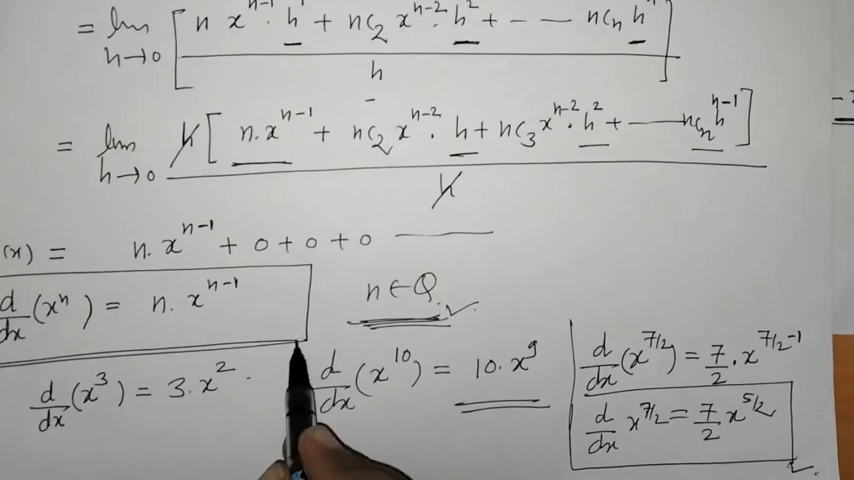 = lim h→0 [n x^{n-1}·h^1 + nC2 x^{n-2}·h^2 + - — nCn h^n] / h
= lim h→0 h[n.x^{n-1} + nC2 x^{n-2}·h + nC3 x^{n-2}·h^2 + —— nCn h^{n-1}] / h
(x) = n.x^{n-1} + 0 + 0 + 0 ——
d/dx (x^n) = n.x^{n-1}
n ∈ Q
d/dx (x^3) = 3.x^2.
d/dx (x^{10}) = 10.x^9
d/dx (x^{7/2}) = 7/2 . x^{7/2-1}
d/dx x^{7/2} = 7/2 x^{5/2}